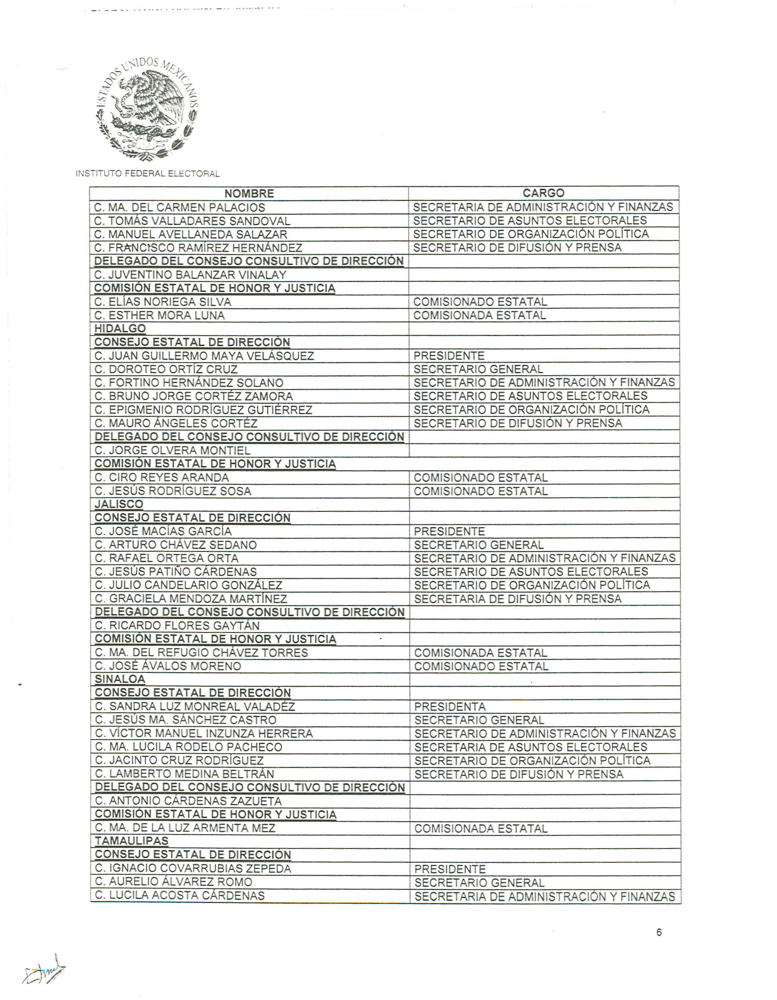 ESTADOS UNIDOS MEXICANOS
INSTITUTO FEDERAL ELECTORAL
NOMBRE CARGO
C. MA. DEL CARMEN PALACIOS SECRETARIA DE ADMINISTRACIÓN Y FINANZAS
C. TOMÁS VALLADARES SANDOVAL SECRETARIO DE ASUNTOS ELECTORALES
C. MANUEL AVELLANEDA SALAZAR SECRETARIO DE ORGANIZACIÓN POLÍTICA
C. FRANCISCO RAMÍREZ HERNÁNDEZ SECRETARIO DE DIFUSIÓN Y PRENSA
DELEGADO DEL CONSEJO CONSULTIVO DE DIRECCIÓN
C. JUVENTINO BALANZAR VINALAY
COMISIÓN ESTATAL DE HONOR Y JUSTICIA
C. ELÍAS NORIEGA SILVA COMISIONADO ESTATAL
C. ESTHER MORA LUNA COMISIONADA ESTATAL
HIDALGO
CONSEJO ESTATAL DE DIRECCIÓN
C. JUAN GUILLERMO MAYA VELÁSQUEZ PRESIDENTE
C. DOROTEO ORTÍZ CRUZ SECRETARIO GENERAL
C. FORTINO HERNÁNDEZ SOLANO SECRETARIO DE ADMINISTRACIÓN Y FINANZAS
C. BRUNO JORGE CORTÉZ ZAMORA SECRETARIO DE ASUNTOS ELECTORALES
C. EPIGMENIO RODRÍGUEZ GUTIÉRREZ SECRETARIO DE ORGANIZACIÓN POLÍTICA
C. MAURO ÁNGELES CORTÉZ SECRETARIO DE DIFUSIÓN Y PRENSA
DELEGADO DEL CONSEJO CONSULTIVO DE DIRECCIÓN
C. JORGE OLVERA MONTIEL
COMISIÓN ESTATAL DE HONOR Y JUSTICIA
C. CIRO REYES ARANDA COMISIONADO ESTATAL
C. JESÚS RODRÍGUEZ SOSA COMISIONADO ESTATAL
JALISCO
CONSEJO ESTATAL DE DIRECCIÓN
C. JOSÉ MACÍAS GARCÍA PRESIDENTE
C. ARTURO CHÁVEZ SEDANO SECRETARIO GENERAL
C. RAFAEL ORTEGA ORTA SECRETARIO DE ADMINISTRACIÓN Y FINANZAS
C. JESÚS PATIÑO CÁRDENAS SECRETARIO DE ASUNTOS ELECTORALES
C. JULIO CANDELARIO GONZÁLEZ SECRETARIO DE ORGANIZACIÓN POLÍTICA
C. GRACIELA MENDOZA MARTÍNEZ SECRETARIA DE DIFUSIÓN Y PRENSA
DELEGADO DEL CONSEJO CONSULTIVO DE DIRECCIÓN
C. RICARDO FLORES GAYTÁN
COMISIÓN ESTATAL DE HONOR Y JUSTICIA
C. MA. DEL REFUGIO CHÁVEZ TORRES COMISIONADA ESTATAL
C. JOSÉ ÁVALOS MORENO COMISIONADO ESTATAL
SINALOA
CONSEJO ESTATAL DE DIRECCIÓN
C. SANDRA LUZ MONREAL VALADÉZ PRESIDENTA
C. JESÚS MA. SÁNCHEZ CASTRO SECRETARIO GENERAL
C. VÍCTOR MANUEL INZUNZA HERRERA SECRETARIO DE ADMINISTRACIÓN Y FINANZAS
C. MA. LUCILA RODELO PACHECO SECRETARIA DE ASUNTOS ELECTORALES
C. JACINTO CRUZ RODRÍGUEZ SECRETARIO DE ORGANIZACIÓN POLÍTICA
C. LAMBERTO MEDINA BELTRÁN SECRETARIO DE DIFUSIÓN Y PRENSA
DELEGADO DEL CONSEJO CONSULTIVO DE DIRECCIÓN
C. ANTONIO CÁRDENAS ZAZUETA
COMISIÓN ESTATAL DE HONOR Y JUSTICIA
C. MA. DE LA LUZ ARMENTA MEZ COMISIONADA ESTATAL
TAMAULIPAS
CONSEJO ESTATAL DE DIRECCIÓN
C. IGNACIO COVARRUBIAS ZEPEDA PRESIDENTE
C. AURELIO ÁLVAREZ ROMO SECRETARIO GENERAL
C. LUCILA ACOSTA CÁRDENAS SECRETARIA DE ADMINISTRACIÓN Y FINANZAS
6